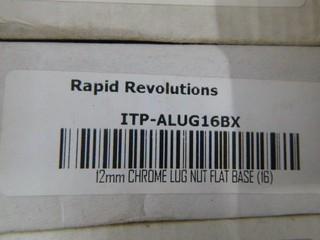 Rapid Revolutions
ITP-ALUG16BX
12mm CHROME LUG NUT FLAT BASE (16)